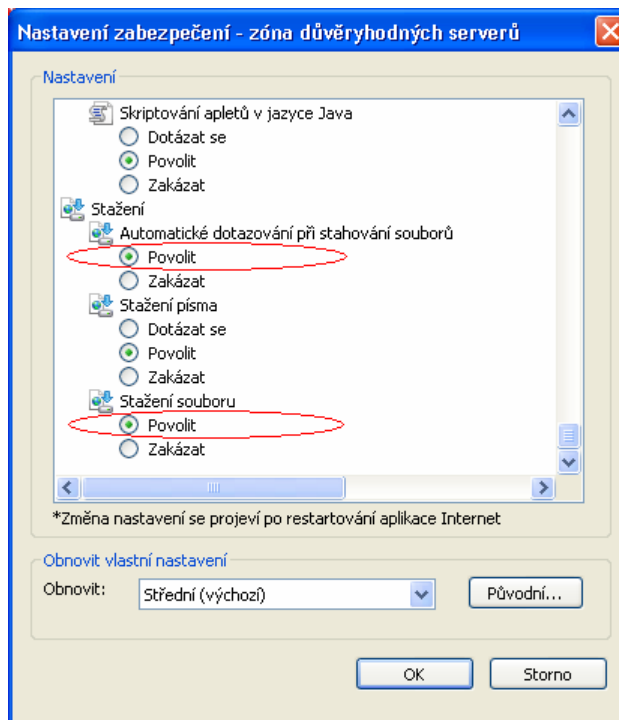 Nastavení zabezpečení - zóna důvěryhodných serverů
Nastavení
Skriptování apletů v jazyce Java
Dotázat se
Povolit
Zakázat
Stažení
Automatické dotazování při stahování souborů
Povolit
Zakázat
Stažení písma
Dotázat se
Povolit
Zakázat
Stažení souboru
Povolit
Zakázat
*Změna nastavení se projeví po restartování aplikace Internet
Obnovit vlastní nastavení
Obnovit: Střední (výchozí) Původní...
OK Storno